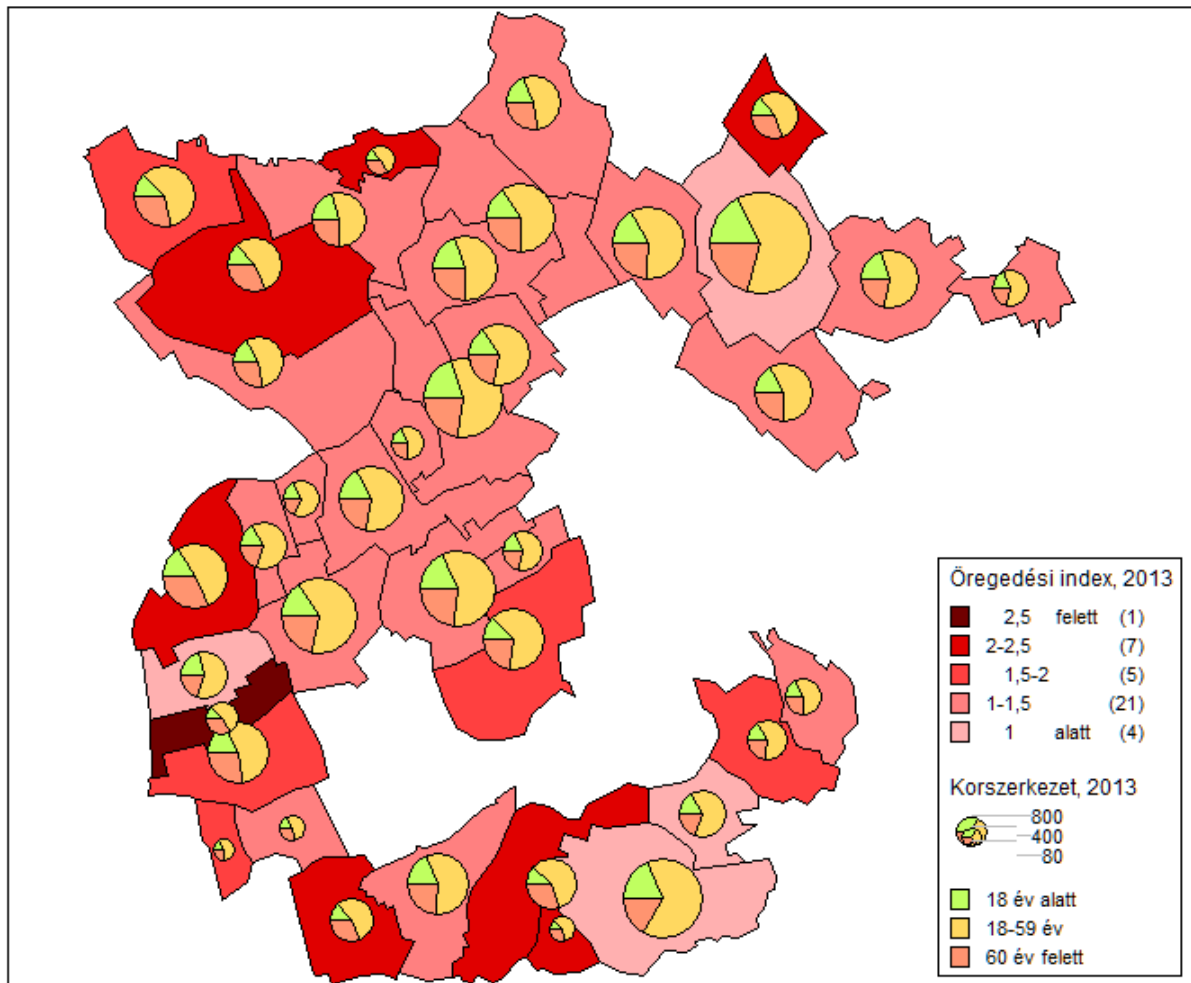 Öregedési index, 2013
2,5 felett (1)
2-2,5 (7)
1,5-2 (5)
1-1,5 (21)
1 alatt (4)
Korszerkezet, 2013
800
400
80
18 év alatt
18-59 év
60 év felett